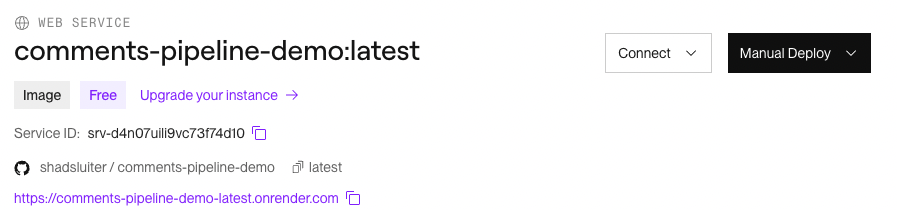 WEB SERVICE
comments-pipeline-demo:latest
Connect
Manual Deploy
Image Free Upgrade your instance →
Service ID: srv-d4n07uili9vc73f74d10
shadsluiter / comments-pipeline-demo latest
https://comments-pipeline-demo-latest.onrender.com